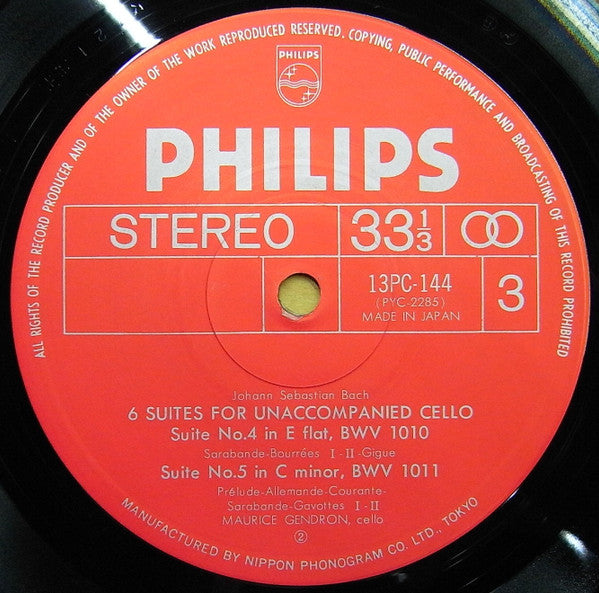 ALL RIGHTS OF THE RECORD PRODUCER AND OF THE OWNER OF THE WORK REPRODUCED RESERVED. COPYING, PUBLIC PERFORMANCE AND BROADCASTING OF THIS RECORD PROHIBITED
PHILIPS
PHILIPS
STEREO 33 1/3
13PC-144
(PYC-2285)
MADE IN JAPAN
3
Johann Sebastian Bach
6 SUITES FOR UNACCOMPANIED CELLO
Suite No.4 in E flat, BWV 1010
Sarabande-Bourrées I-II-Gigue
Suite No.5 in C minor, BWV 1011
Prélude-Allemande-Courante-
Sarabande-Gavottes I-II
MAURICE GENDRON, cello
②
MANUFACTURED BY NIPPON PHONOGRAM CO. LTD., TOKYO